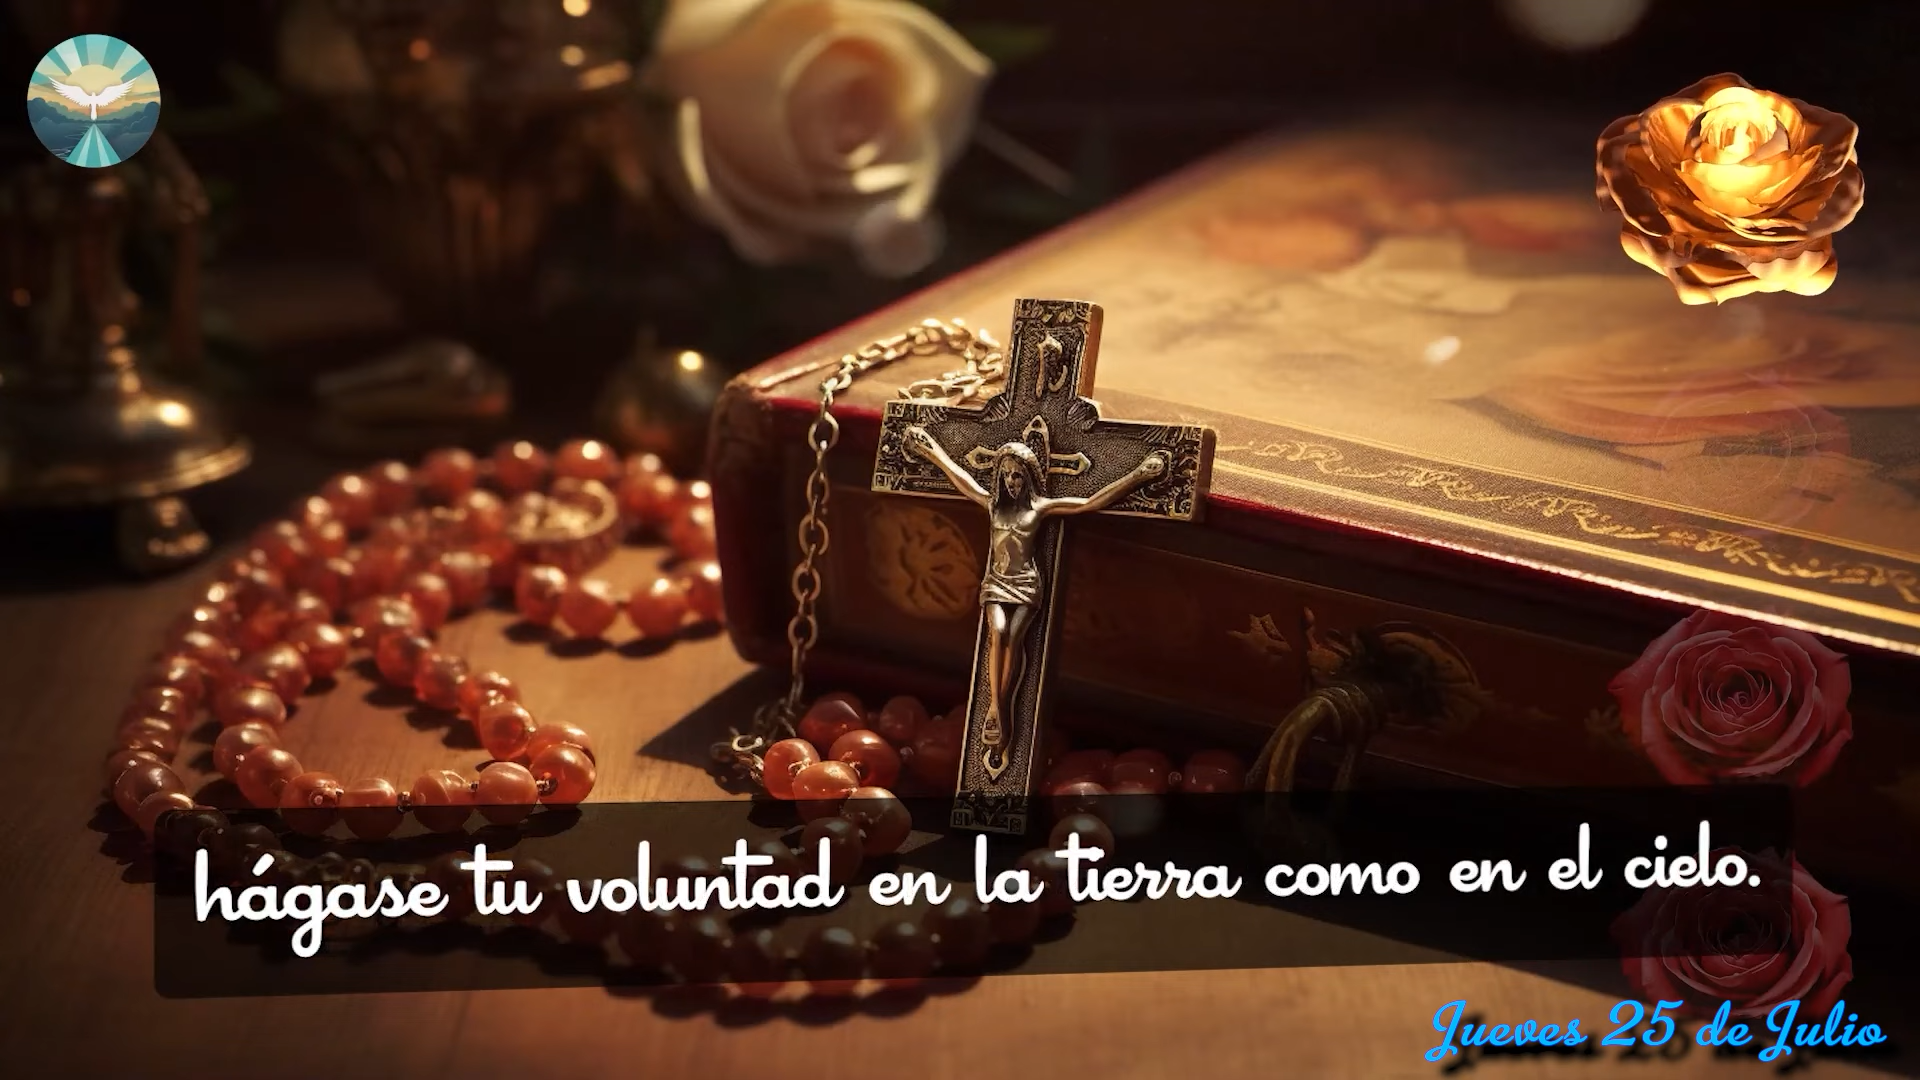 hágase tu voluntad en la tierra como en el cielo.
Jueves 25 de Julio